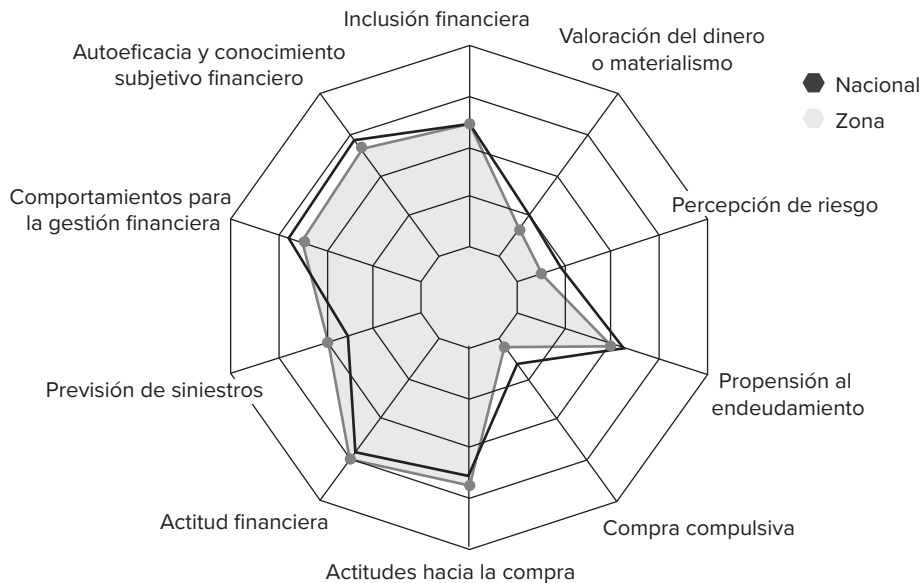 Inclusión financiera
Valoración del dinero
o materialismo
Autoeficacia y conocimiento
subjetivo financiero
Nacional
Zona
Comportamientos para
la gestión financiera
Percepción de riesgo
Previsión de siniestros
Propensión al
endeudamiento
Actitud financiera
Compra compulsiva
Actitudes hacia la compra